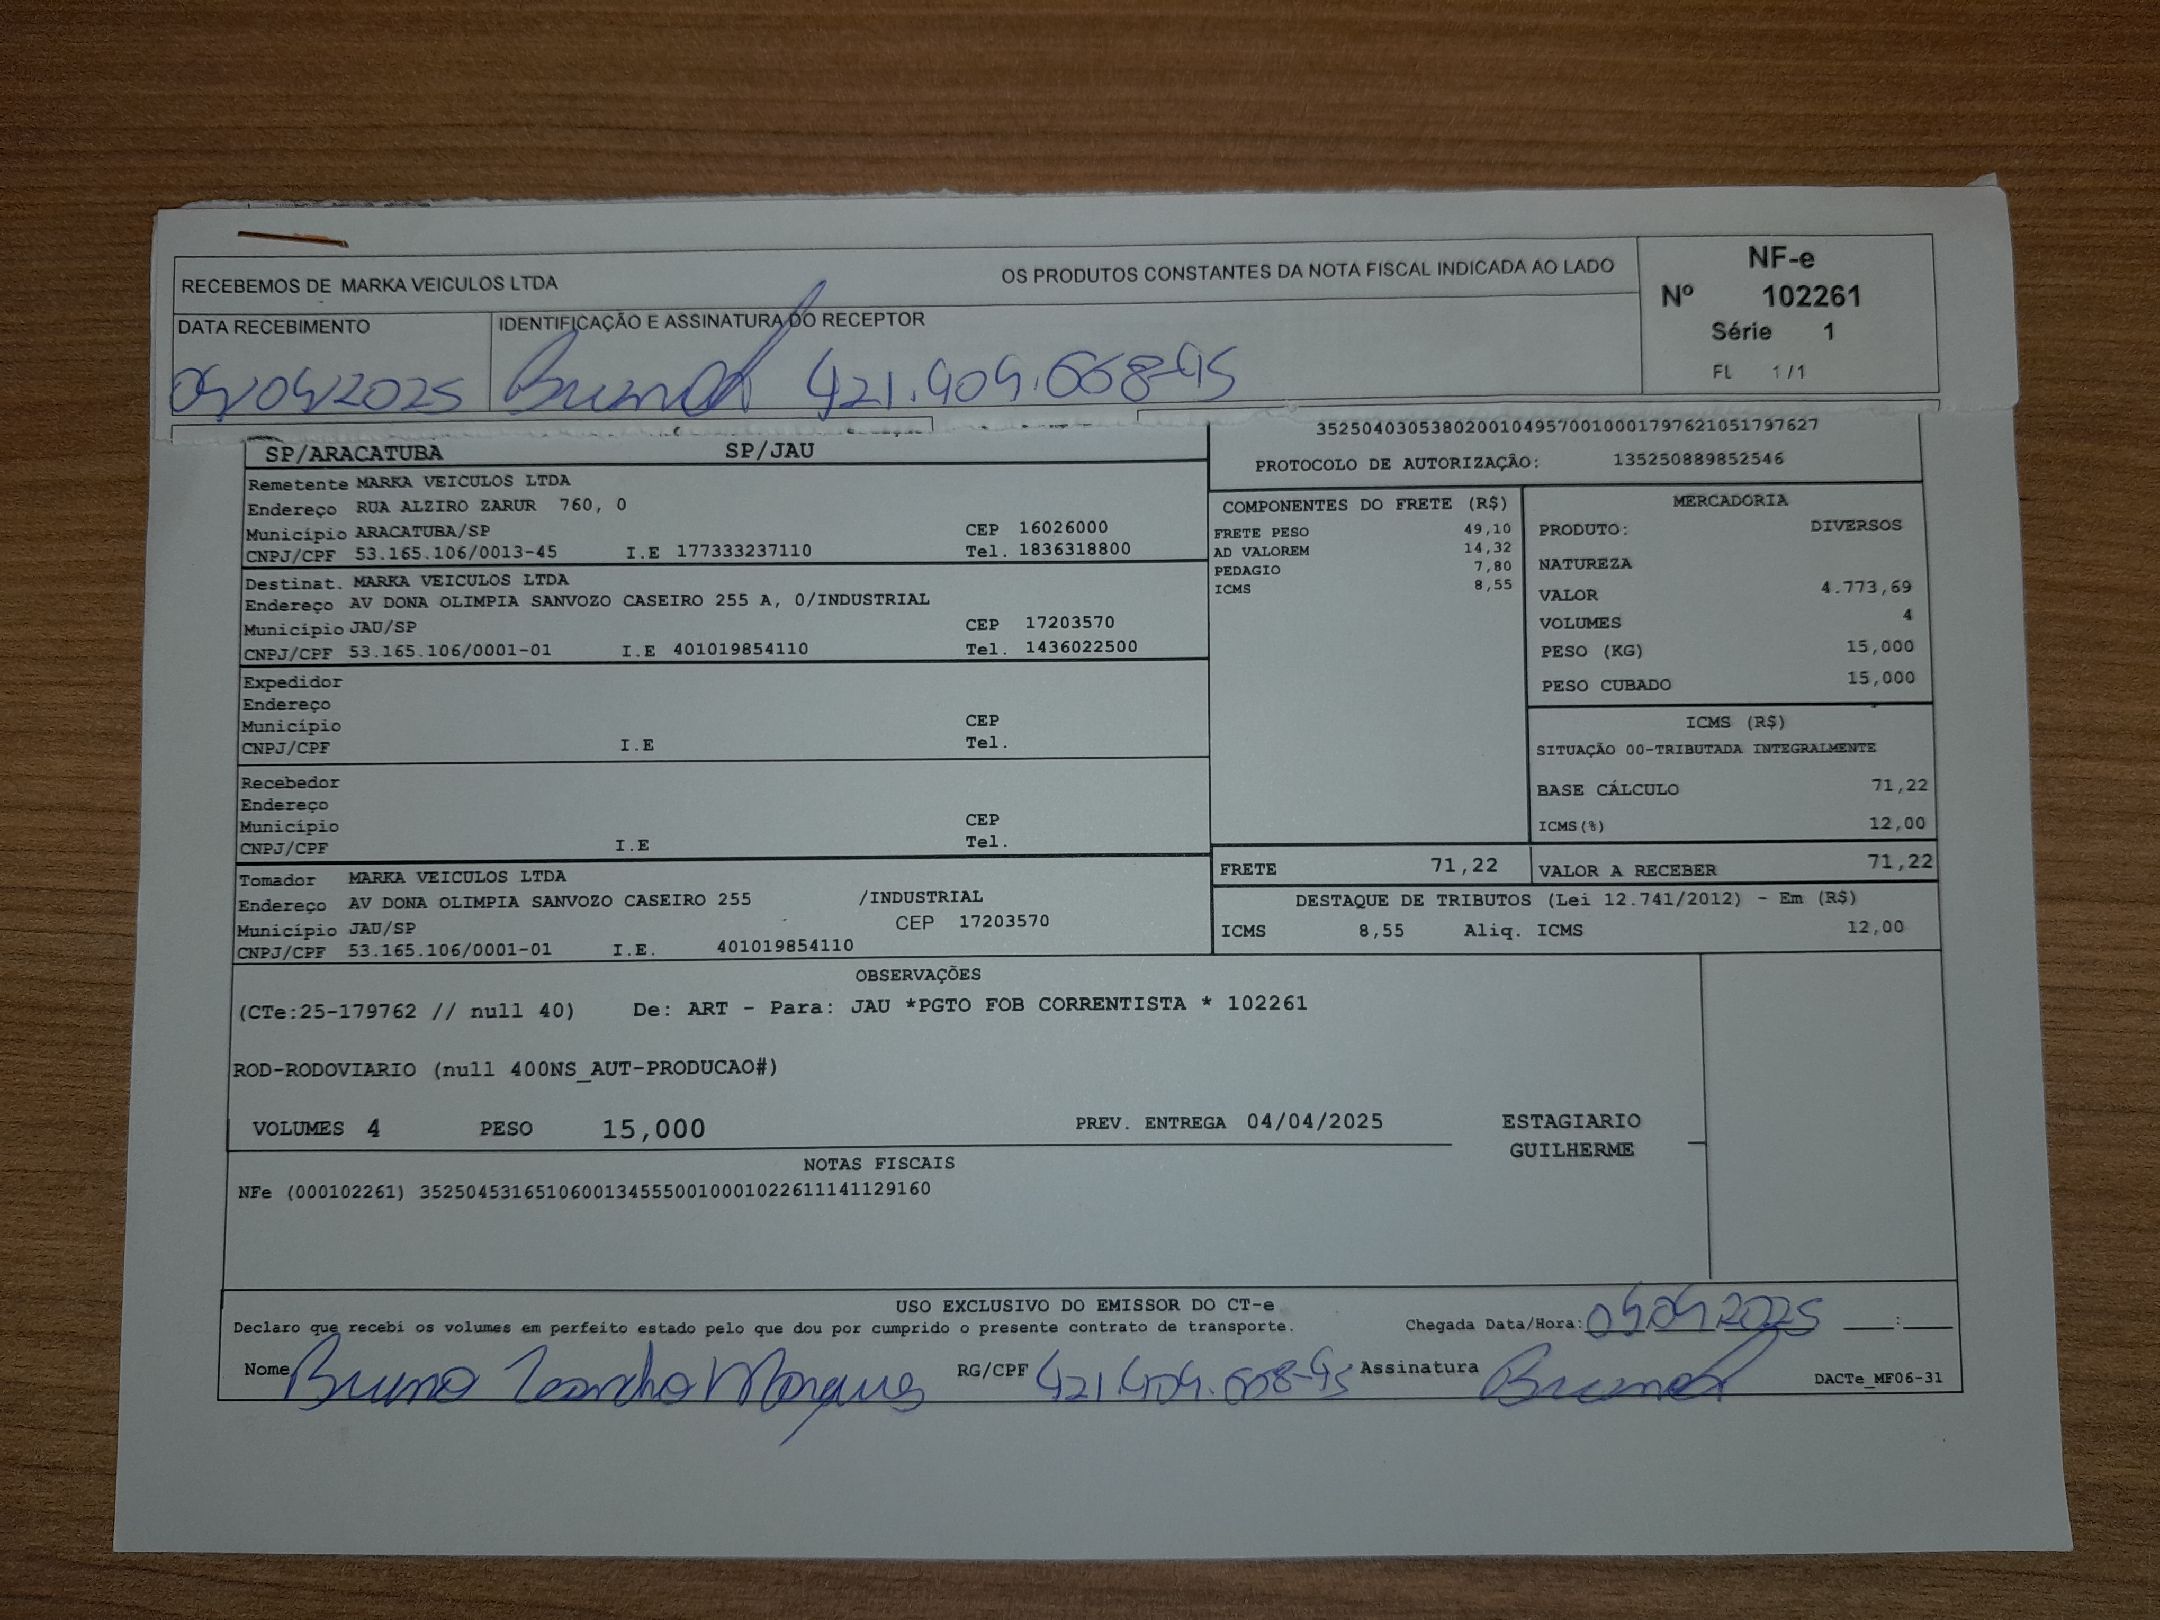 RECEBEMOS DE MARKA VEICULOS LTDA OS PRODUTOS CONSTANTES DA NOTA FISCAL INDICADA AO LADO
NF-e
Nº 102261
Série 1
FL 1/1
DATA RECEBIMENTO IDENTIFICAÇÃO E ASSINATURA DO RECEPTOR
04/04/2025 421.404.668-45
SP/ARACATUBA SP/JAU
35250403053802001049570010001797621051797627
PROTOCOLO DE AUTORIZAÇÃO: 135250889852546
Remetente MARKA VEICULOS LTDA
Endereço RUA ALZIRO ZARUR 760, 0
Município ARACATUBA/SP CEP 16026000
CNPJ/CPF 53.165.106/0013-45 I.E 177333237110 Tel. 1836318800
Destinat. MARKA VEICULOS LTDA
Endereço AV DONA OLIMPIA SANVOZO CASEIRO 255 A, 0/INDUSTRIAL
Município JAU/SP CEP 17203570
CNPJ/CPF 53.165.106/0001-01 I.E 401019854110 Tel. 1436022500
Expedidor
Endereço
Município CEP
CNPJ/CPF I.E Tel.
Recebedor
Endereço
Município CEP
CNPJ/CPF I.E Tel.
Tomador MARKA VEICULOS LTDA
Endereço AV DONA OLIMPIA SANVOZO CASEIRO 255 /INDUSTRIAL
Município JAU/SP CEP 17203570
CNPJ/CPF 53.165.106/0001-01 I.E. 401019854110
COMPONENTES DO FRETE (R$)
FRETE PESO 49,10
AD VALOREM 14,32
PEDAGIO 7,80
ICMS 8,55
MERCADORIA
PRODUTO: DIVERSOS
NATUREZA
VALOR 4.773,69
VOLUMES 4
PESO (KG) 15,000
PESO CUBADO 15,000
ICMS (R$)
SITUAÇÃO 00-TRIBUTADA INTEGRALMENTE
BASE CÁLCULO 71,22
ICMS(%) 12,00
FRETE 71,22 VALOR A RECEBER 71,22
DESTAQUE DE TRIBUTOS (Lei 12.741/2012) - Em (R$)
ICMS 8,55 Aliq. ICMS 12,00
OBSERVAÇÕES
(CTe:25-179762 // null 40) De: ART - Para: JAU *PGTO FOB CORRENTISTA * 102261
ROD-RODOVIARIO (null 400NS_AUT-PRODUCAO#)
VOLUMES 4 PESO 15,000 PREV. ENTREGA 04/04/2025 ESTAGIARIO
GUILHERME
NOTAS FISCAIS
NFe (000102261) 35250453165106001345550010001022611141129160
USO EXCLUSIVO DO EMISSOR DO CT-e
Declaro que recebi os volumes em perfeito estado pelo que dou por cumprido o presente contrato de transporte. Chegada Data/Hora: 04.04.2025 ____:____
Nome Bruno Marques RG/CPF 421.404.668-45 Assinatura
DACTe_MF06-31